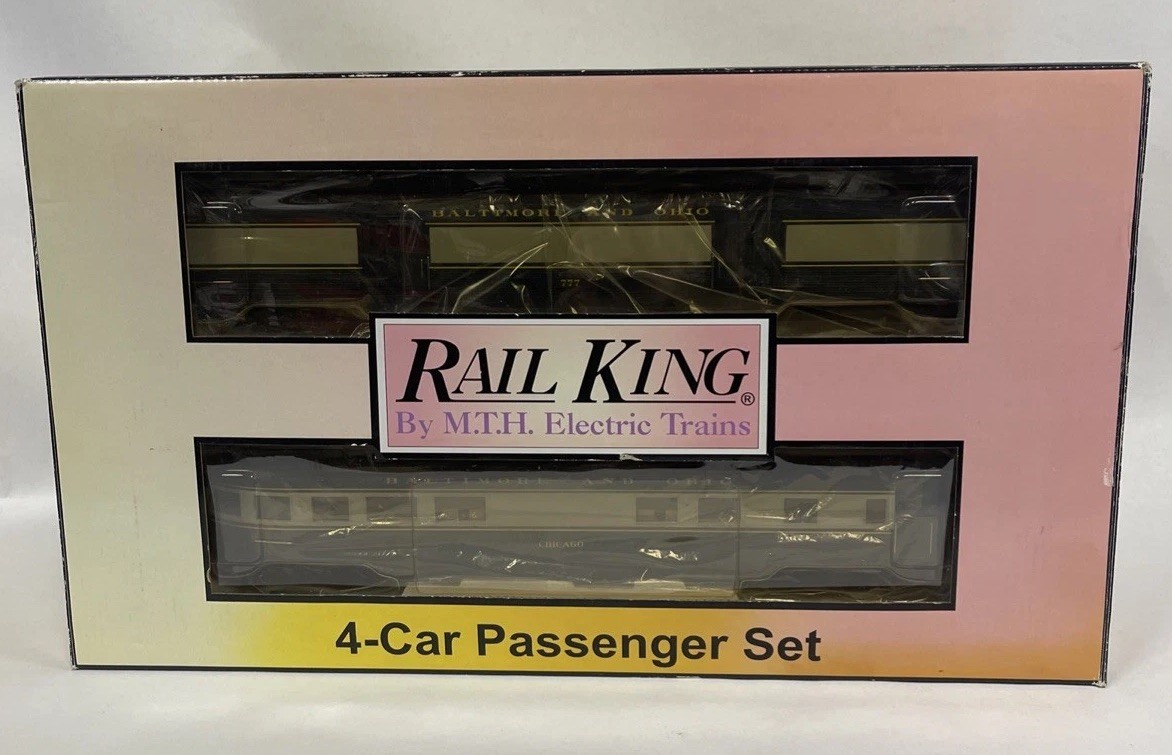 BALTIMORE AND OHIO
777
RAIL KING®
By M.T.H. Electric Trains
BALTIMORE AND OHIO
CHICAGO
4-Car Passenger Set